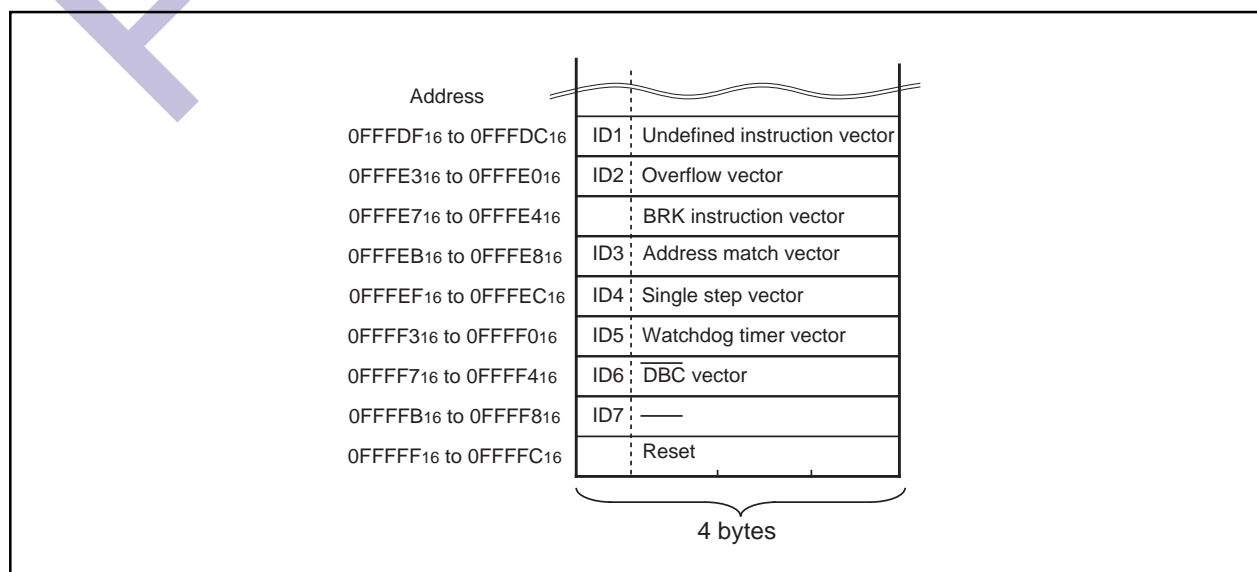 Address
0FFFDF16 to 0FFFDC16 ID1 Undefined instruction vector
0FFFE316 to 0FFFE016 ID2 Overflow vector
0FFFE716 to 0FFFE416 BRK instruction vector
0FFFEB16 to 0FFFE816 ID3 Address match vector
0FFFEF16 to 0FFFEC16 ID4 Single step vector
0FFFF316 to 0FFFF016 ID5 Watchdog timer vector
0FFFF716 to 0FFFF416 ID6 DBC vector
0FFFFB16 to 0FFFF816 ID7 —
0FFFFF16 to 0FFFFC16 Reset
4 bytes